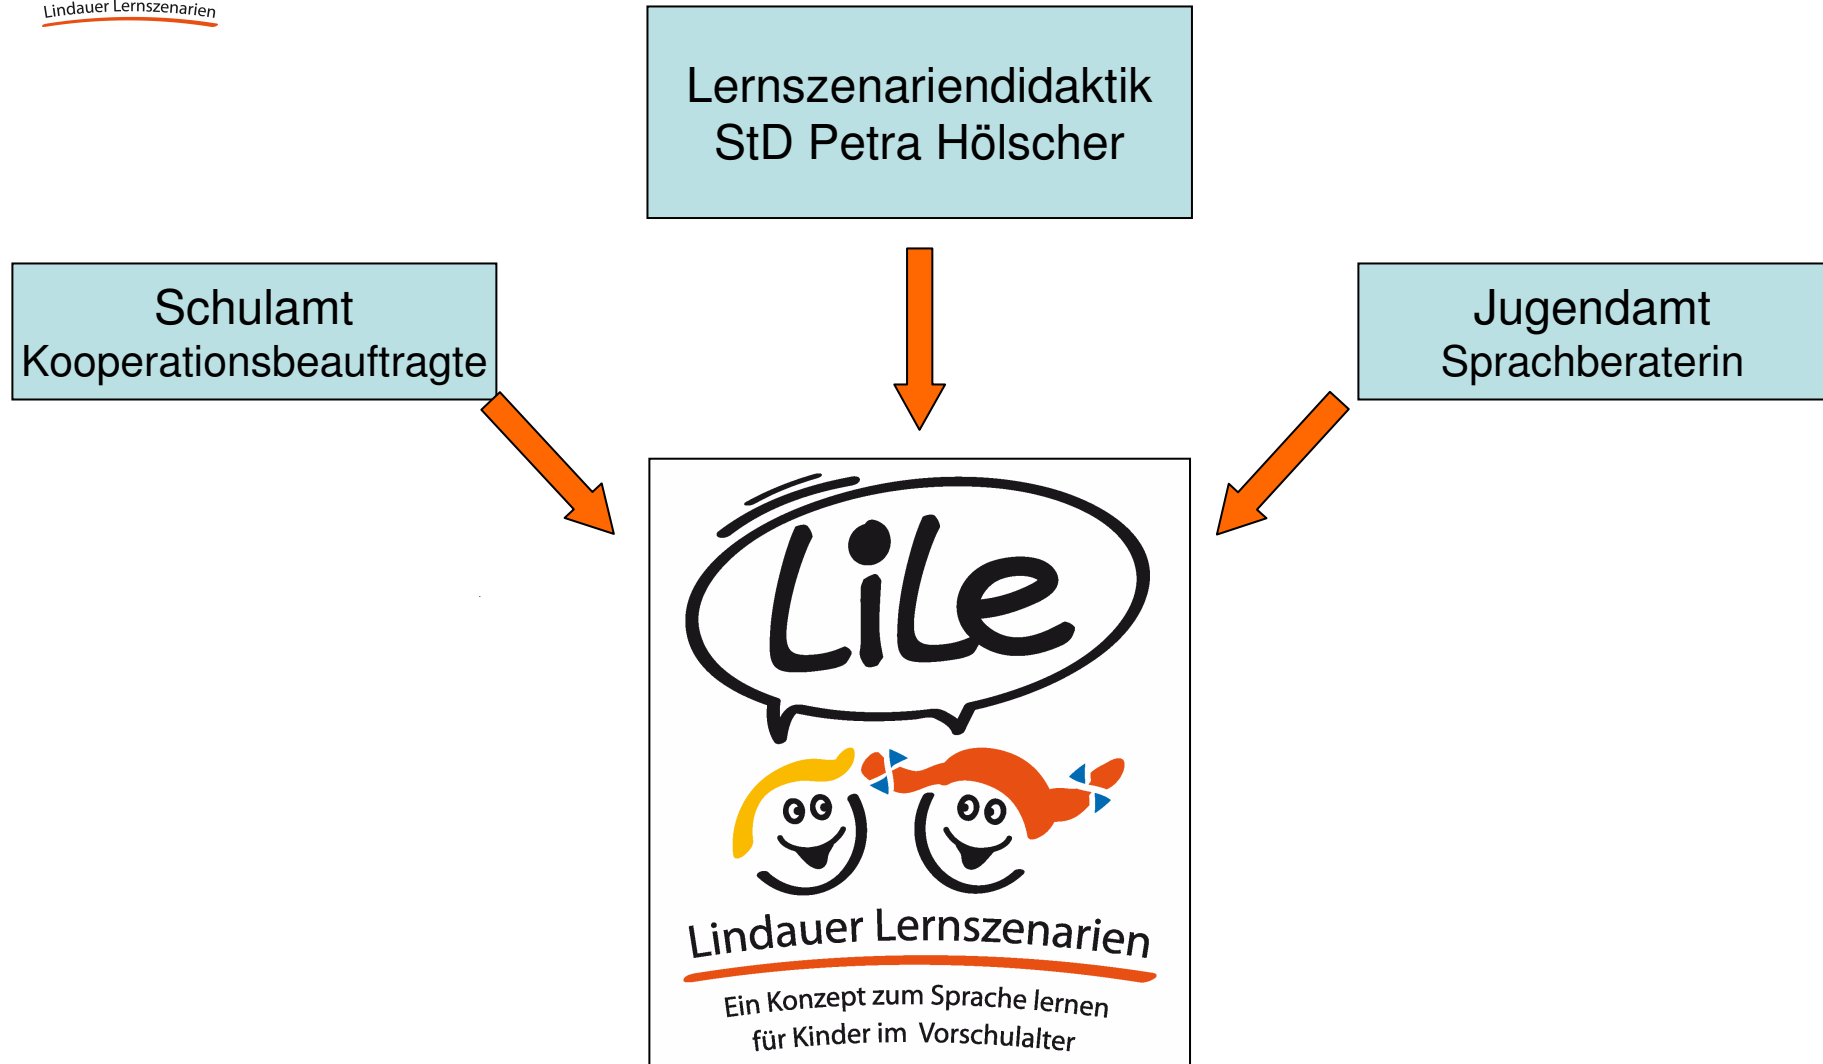 Lindauer Lernszenarien
Lernszenariendidaktik
StD Petra Hölscher
Schulamt
Kooperationsbeauftragte
Jugendamt
Sprachberaterin
LiLe
Lindauer Lernszenarien
Ein Konzept zum Sprache lernen
für Kinder im Vorschulalter